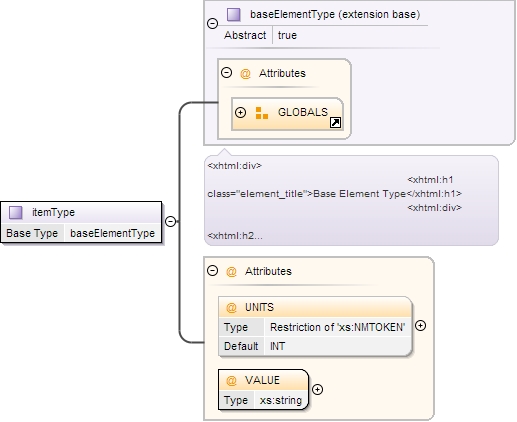 baseElementType (extension base)
Abstract true
@ Attributes
GLOBALS
<xhtml:div>
<xhtml:h1
class="element_title">Base Element Type</xhtml:h1>
<xhtml:div>
<xhtml:h2...
itemType
Base Type baseElementType
@ Attributes
@ UNITS
Type Restriction of 'xs:NMTOKEN'
Default INT
@ VALUE
Type xs:string